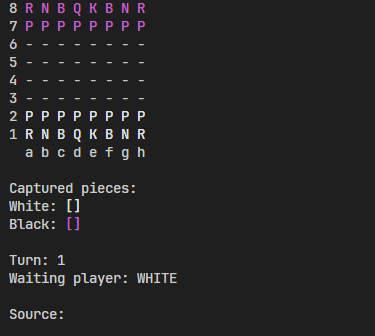 8 R N B Q K B N R
7 P P P P P P P P
6 - - - - - - - -
5 - - - - - - - -
4 - - - - - - - -
3 - - - - - - - -
2 P P P P P P P P
1 R N B Q K B N R
  a b c d e f g h
Captured pieces:
White: []
Black: []
Turn: 1
Waiting player: WHITE
Source: